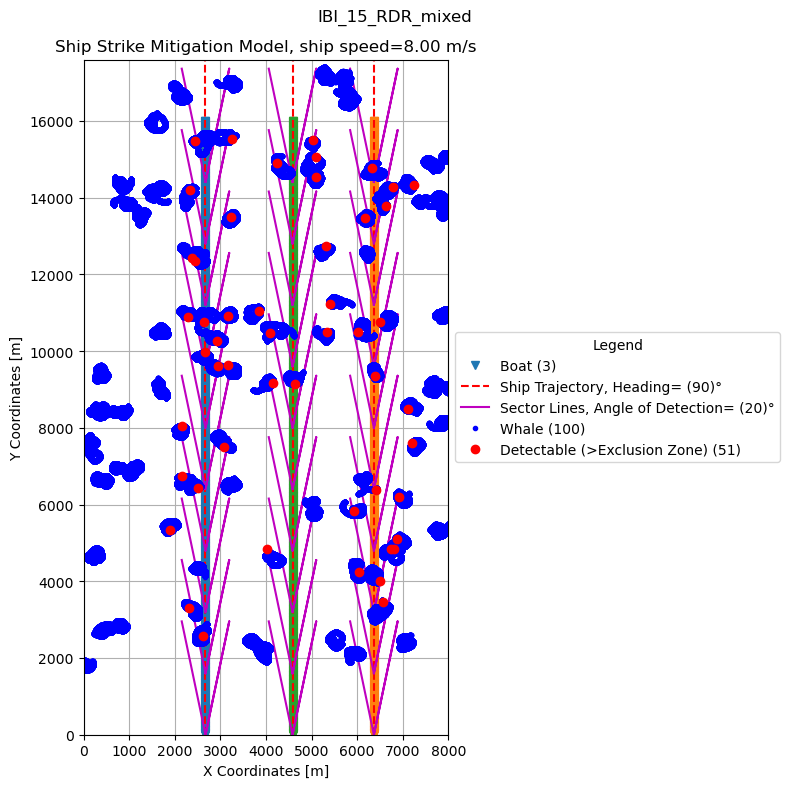 IBI_15_RDR_mixed
Ship Strike Mitigation Model, ship speed=8.00 m/s
Y Coordinates [m]
16000
14000
12000
10000
8000
6000
4000
2000
0
0 1000 2000 3000 4000 5000 6000 7000 8000
X Coordinates [m]
Legend
Boat (3)
Ship Trajectory, Heading= (90)°
Sector Lines, Angle of Detection= (20)°
Whale (100)
Detectable (>Exclusion Zone) (51)